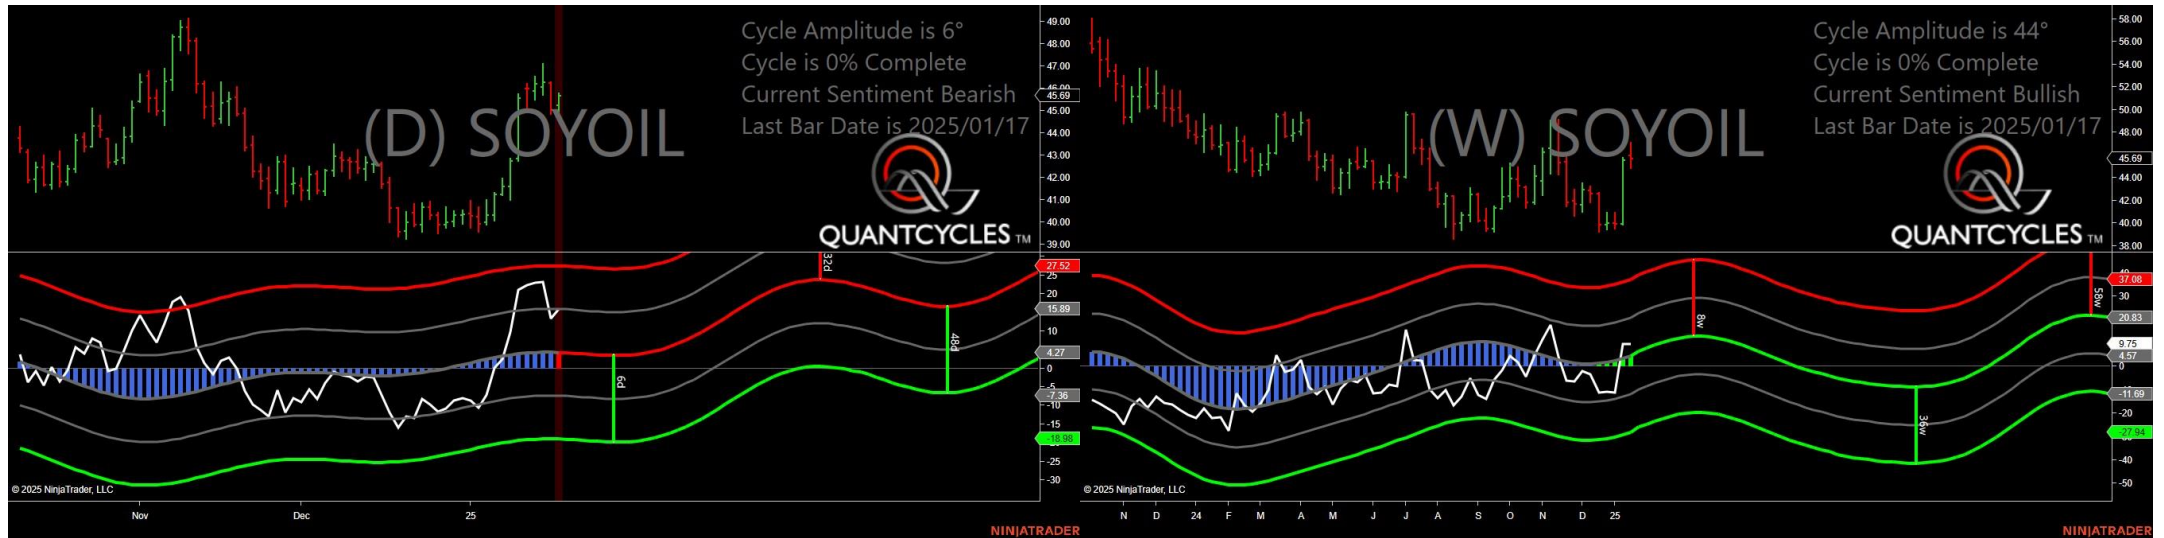 Cycle Amplitude is 6°
Cycle is 0% Complete
Current Sentiment Bearish
Last Bar Date is 2025/01/17
(D) SOYOIL
QUANTCYCLES TM
49.00
48.00
47.00
46.00
45.69
45.00
44.00
43.00
42.00
41.00
40.00
39.00
32d
6d
48d
27.52
25
20
15.89
10
4.27
0
-5
-7.36
-10
-15
-18.98
-25
-30
© 2025 NinjaTrader, LLC
Nov
Dec
25
NINJATRADER
Cycle Amplitude is 44°
Cycle is 0% Complete
Current Sentiment Bullish
Last Bar Date is 2025/01/17
(W) SOYOIL
QUANTCYCLES TM
58.00
56.00
54.00
52.00
50.00
48.00
45.69
44.00
42.00
40.00
38.00
8w
36w
58w
37.08
30
20.83
9.75
4.57
0
-11.69
-20
-27.94
-40
-50
© 2025 NinjaTrader, LLC
N D 24 F M A M J J A S O N D 25
NINJATRADER